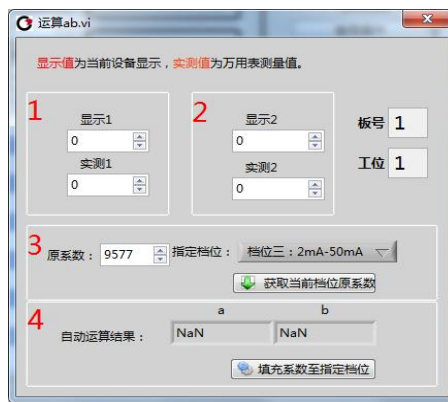 运算ab.vi
显示值为当前设备显示，实测值为万用表测量值。
1
显示1
0
实测1
0
2
显示2
0
实测2
0
板号 1
工位 1
3
原系数： 9577 指定档位： 档位三：2mA-50mA
获取当前档位原系数
4
a b
自动运算结果： NaN NaN
填充系数至指定档位